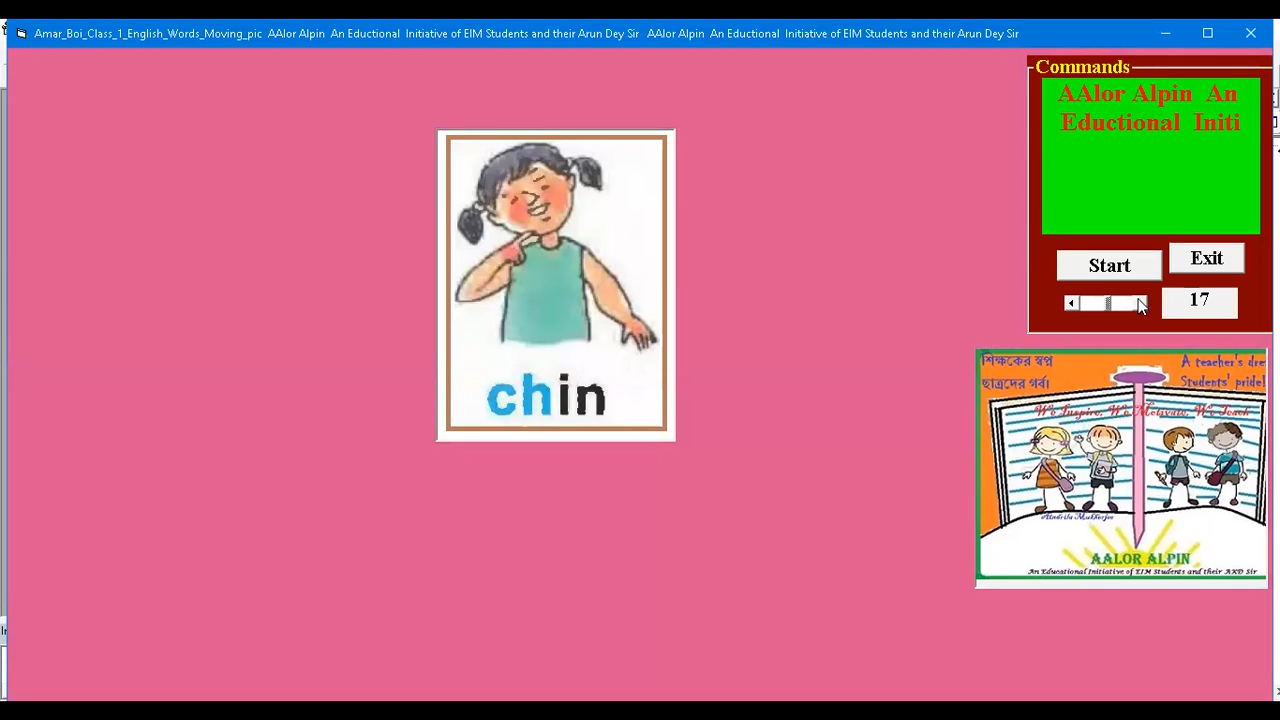 Amar_Boi_Class_1_English_Words_Moving_pic AAlor Alpin An Eductional Initiative of EIM Students and their Arun Dey Sir AAlor Alpin An Eductional Initiative of EIM Students and their Arun Dey Sir
Commands
AAlor Alpin An
Eductional Initi
Start
Exit
17
chin
শিক্ষকের স্বপ্ন
ছাত্রদের গর্ব।
A teacher's dre
Students' pride!
We Inspire, We Motivate, We Teach
Aindrila Mukherjee
AALOR ALPIN
An Educational Initiative of EIM Students and their AKD Sir